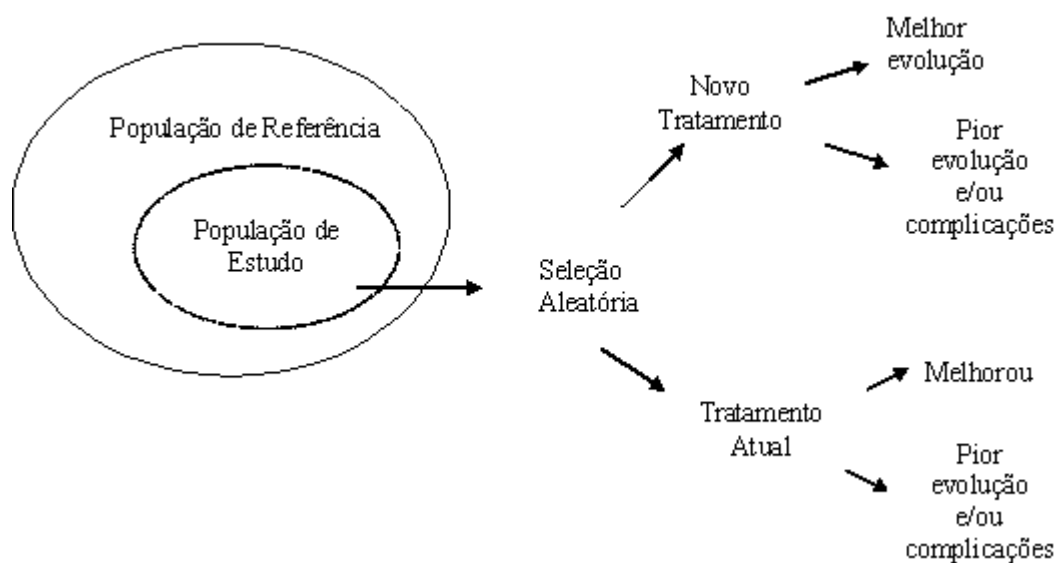 População de Referência
População de
Estudo
Seleção
Aleatória
Novo
Tratamento
Melhor
evolução
Pior
evolução
e/ou
complicações
Tratamento
Atual
Melhorou
Pior
evolução
e/ou
complicações